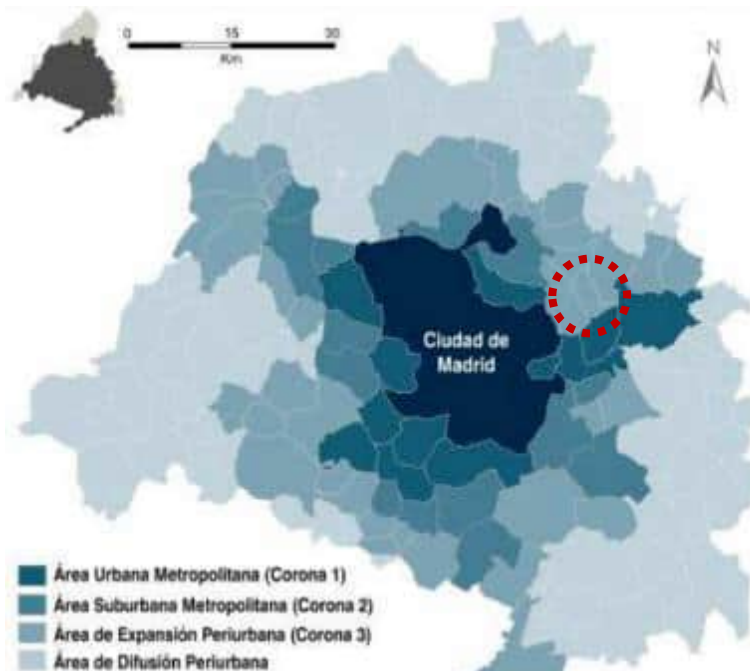 0 15 30
Km
N
Ciudad de
Madrid
Área Urbana Metropolitana (Corona 1)
Área Suburbana Metropolitana (Corona 2)
Área de Expansión Periurbana (Corona 3)
Área de Difusión Periurbana